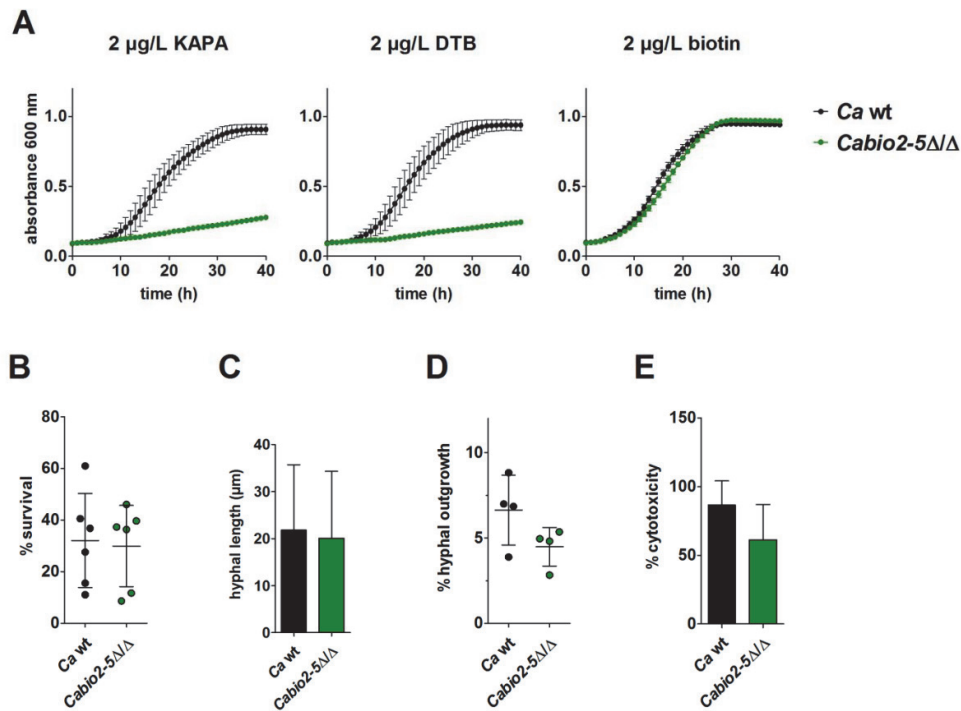 A
2 µg/L KAPA
2 µg/L DTB
2 µg/L biotin
absorbance 600 nm
1.0
0.5
0.0
0 10 20 30 40
time (h)
1.0
0.5
0.0
0 10 20 30 40
time (h)
1.0
0.5
0.0
0 10 20 30 40
time (h)
Ca wt
Cabio2-5Δ/Δ
B
% survival
80
60
40
20
0
Ca wt
Cabio2-5Δ/Δ
C
hyphal length (µm)
40
30
20
10
0
Ca wt
Cabio2-5Δ/Δ
D
% hyphal outgrowth
10
5
0
Ca wt
Cabio2-5Δ/Δ
E
% cytotoxicity
150
100
50
0
Ca wt
Cabio2-5Δ/Δ